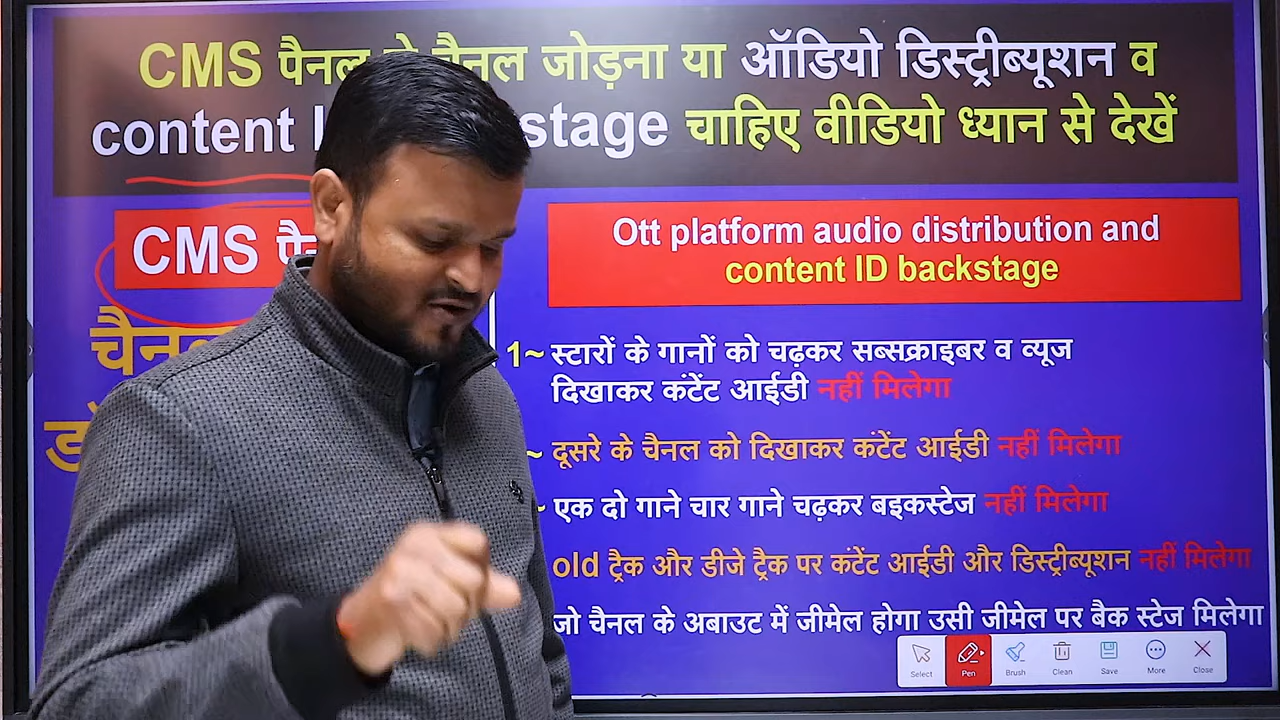 CMS पैनल चैनल जोड़ना या ऑडियो डिस्ट्रीब्यूशन व
content stage चाहिए वीडियो ध्यान से देखें
CMS
Ott platform audio distribution and
content ID backstage
1~ स्टारों के गानों को चढ़कर सब्सक्राइबर व व्यूज
दिखाकर कंटेंट आईडी नहीं मिलेगा
~ दूसरे के चैनल को दिखाकर कंटेंट आईडी नहीं मिलेगा
~ एक दो गाने चार गाने चढ़कर बइकस्टेज नहीं मिलेगा
old ट्रैक और डीजे ट्रैक पर कंटेंट आईडी और डिस्ट्रीब्यूशन नहीं मिलेगा
जो चैनल के अबाउट में जीमेल होगा उसी जीमेल पर बैक स्टेज मिलेगा
Select Pen Brush Clean Save More Close